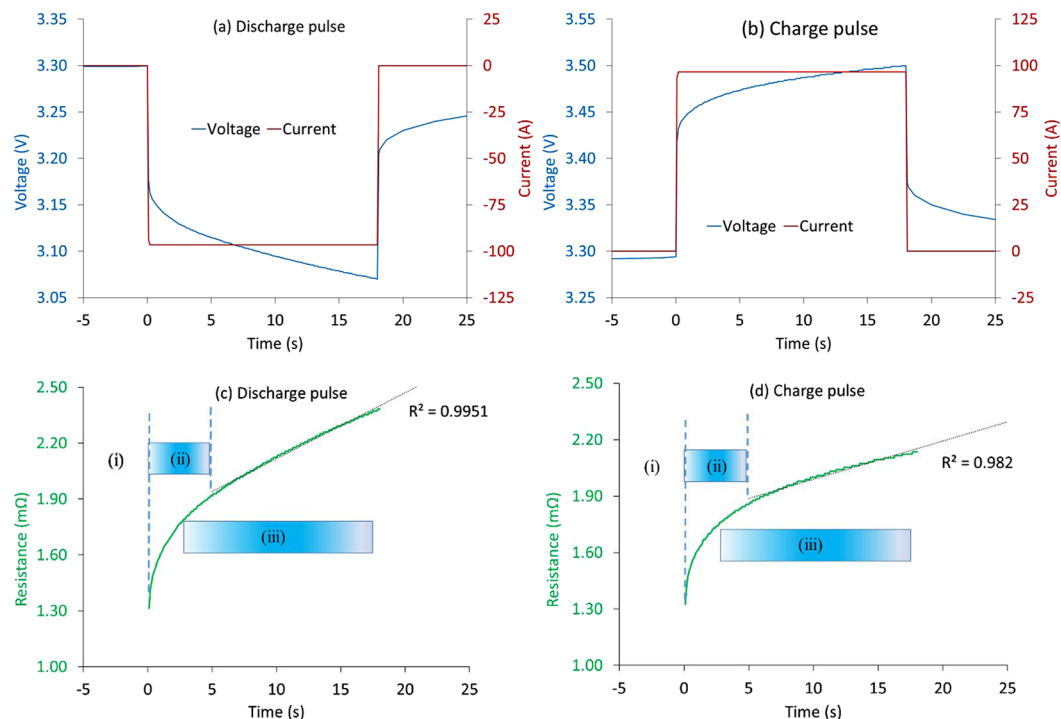 (a) Discharge pulse
3.35
3.30
3.25
3.20
3.15
3.10
3.05
Voltage (V)
25
0
-25
-50
-75
-100
-125
Current (A)
Voltage
Current
-5
0
5
10
15
20
25
Time (s)
(b) Charge pulse
3.55
3.50
3.45
3.40
3.35
3.30
3.25
Voltage (V)
125
100
75
50
25
0
-25
Current (A)
Voltage
Current
-5
0
5
10
15
20
25
Time (s)
(c) Discharge pulse
2.50
2.20
1.90
1.60
1.30
1.00
Resistance (mΩ)
R² = 0.9951
(i)
(ii)
(iii)
-5
0
5
10
15
20
25
Time (s)
(d) Charge pulse
2.50
2.20
1.90
1.60
1.30
1.00
Resistance (mΩ)
R² = 0.982
(i)
(ii)
(iii)
-5
0
5
10
15
20
25
Time (s)